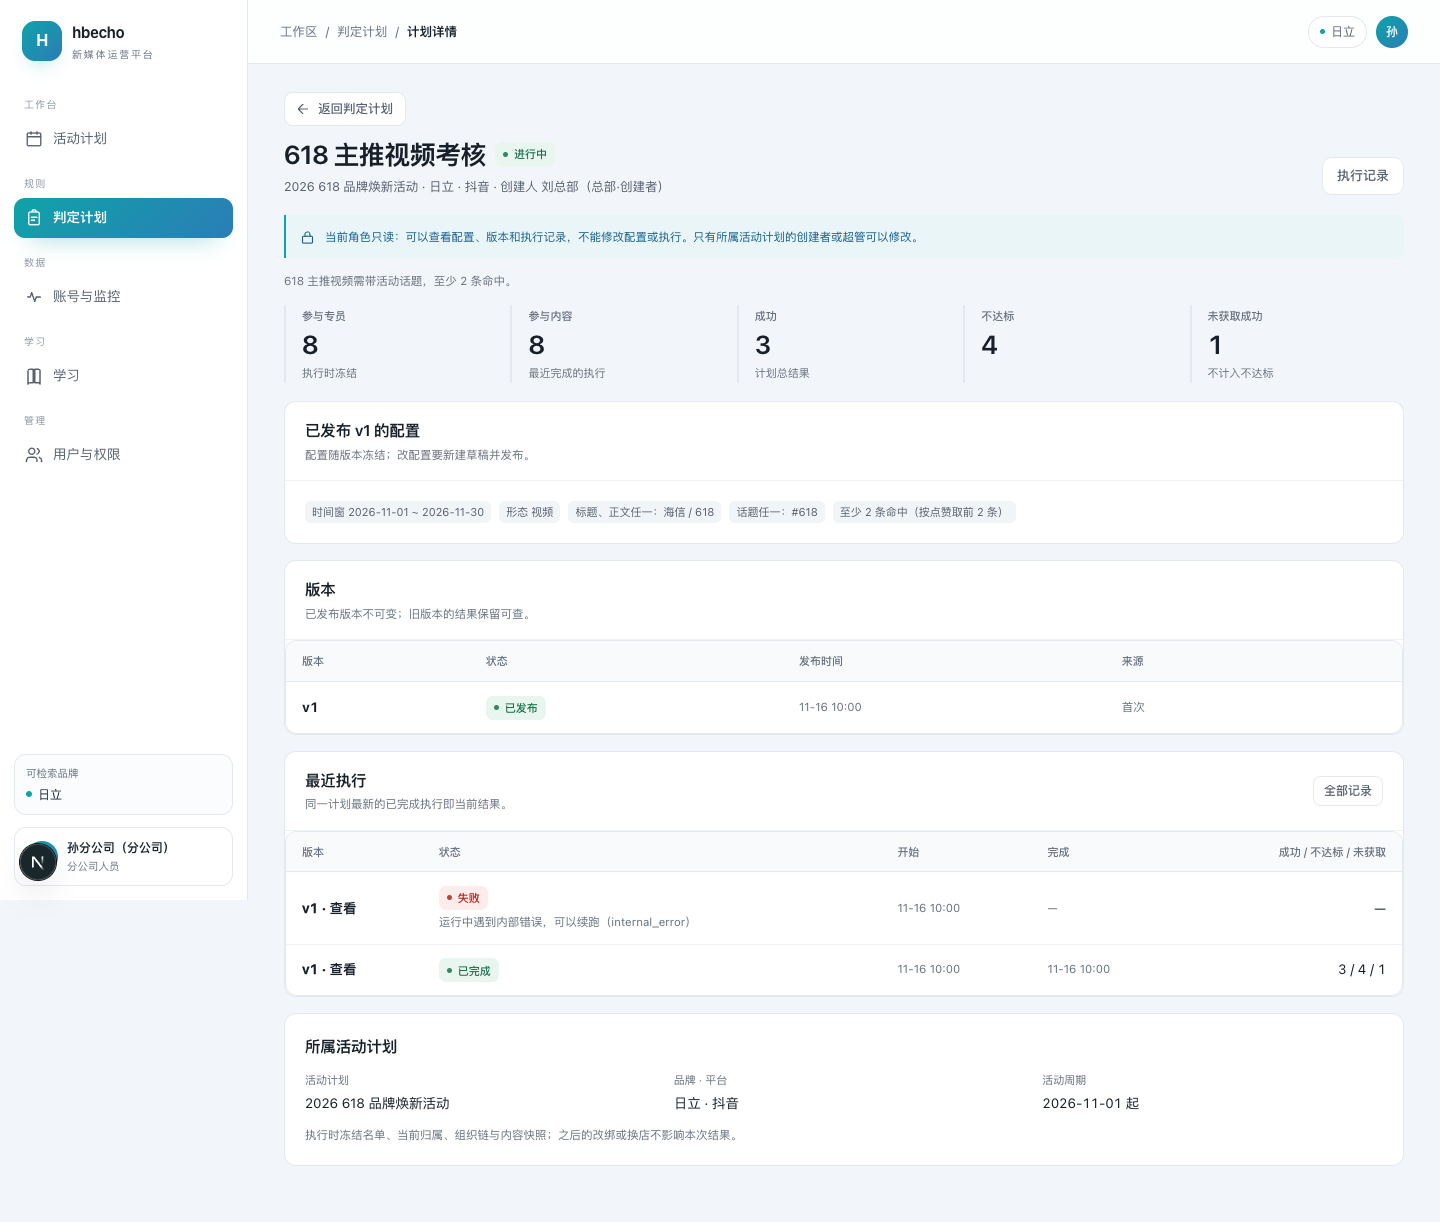 H
hbecho
新媒体运营平台
工作台
活动计划
规则
判定计划
数据
账号与监控
学习
学习
管理
用户与权限
可检索品牌
日立
N
孙分公司（分公司）
分公司人员
工作区 / 判定计划 / 计划详情
日立
孙
返回判定计划
618 主推视频考核
进行中
2026 618 品牌焕新活动 · 日立 · 抖音 · 创建人 刘总部（总部·创建者）
执行记录
当前角色只读：可以查看配置、版本和执行记录，不能修改配置或执行。只有所属活动计划的创建者或超管可以修改。
618 主推视频需带活动话题，至少 2 条命中。
参与专员
8
执行时冻结
参与内容
8
最近完成的执行
成功
3
计划总结果
不达标
4
未获取成功
1
不计入不达标
已发布 v1 的配置
配置随版本冻结；改配置要新建草稿并发布。
时间窗 2026-11-01 ~ 2026-11-30
形态 视频
标题、正文任一：海信 / 618
话题任一：#618
至少 2 条命中（按点赞取前 2 条）
版本
已发布版本不可变；旧版本的结果保留可查。
版本 状态 发布时间 来源
v1 已发布 11-16 10:00 首次
最近执行
同一计划最新的已完成执行即当前结果。
全部记录
版本 状态 开始 完成 成功 / 不达标 / 未获取
v1 · 查看 失败 11-16 10:00 — —
运行中遇到内部错误，可以续跑（internal_error）
v1 · 查看 已完成 11-16 10:00 11-16 10:00 3 / 4 / 1
所属活动计划
活动计划 品牌 · 平台 活动周期
2026 618 品牌焕新活动 日立 · 抖音 2026-11-01 起
执行时冻结名单、当前归属、组织链与内容快照；之后的改绑或换店不影响本次结果。